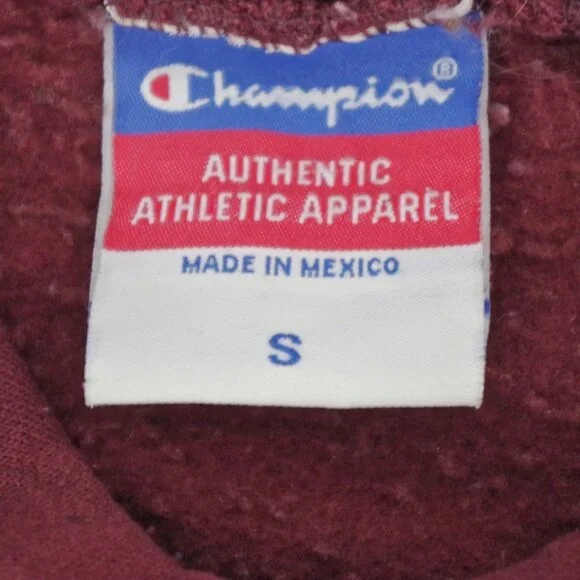 Champion®
AUTHENTIC
ATHLETIC APPAREL
MADE IN MEXICO
S